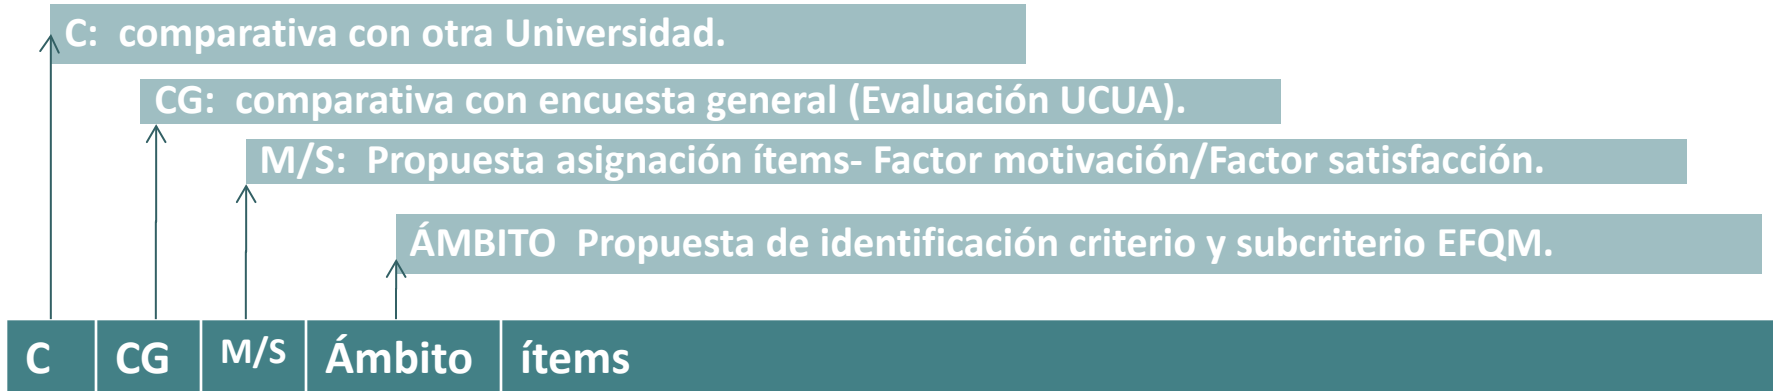 C: comparativa con otra Universidad.
CG: comparativa con encuesta general (Evaluación UCUA).
M/S: Propuesta asignación ítems- Factor motivación/Factor satisfacción.
ÁMBITO Propuesta de identificación criterio y subcriterio EFQM.
C CG M/S Ámbito ítems